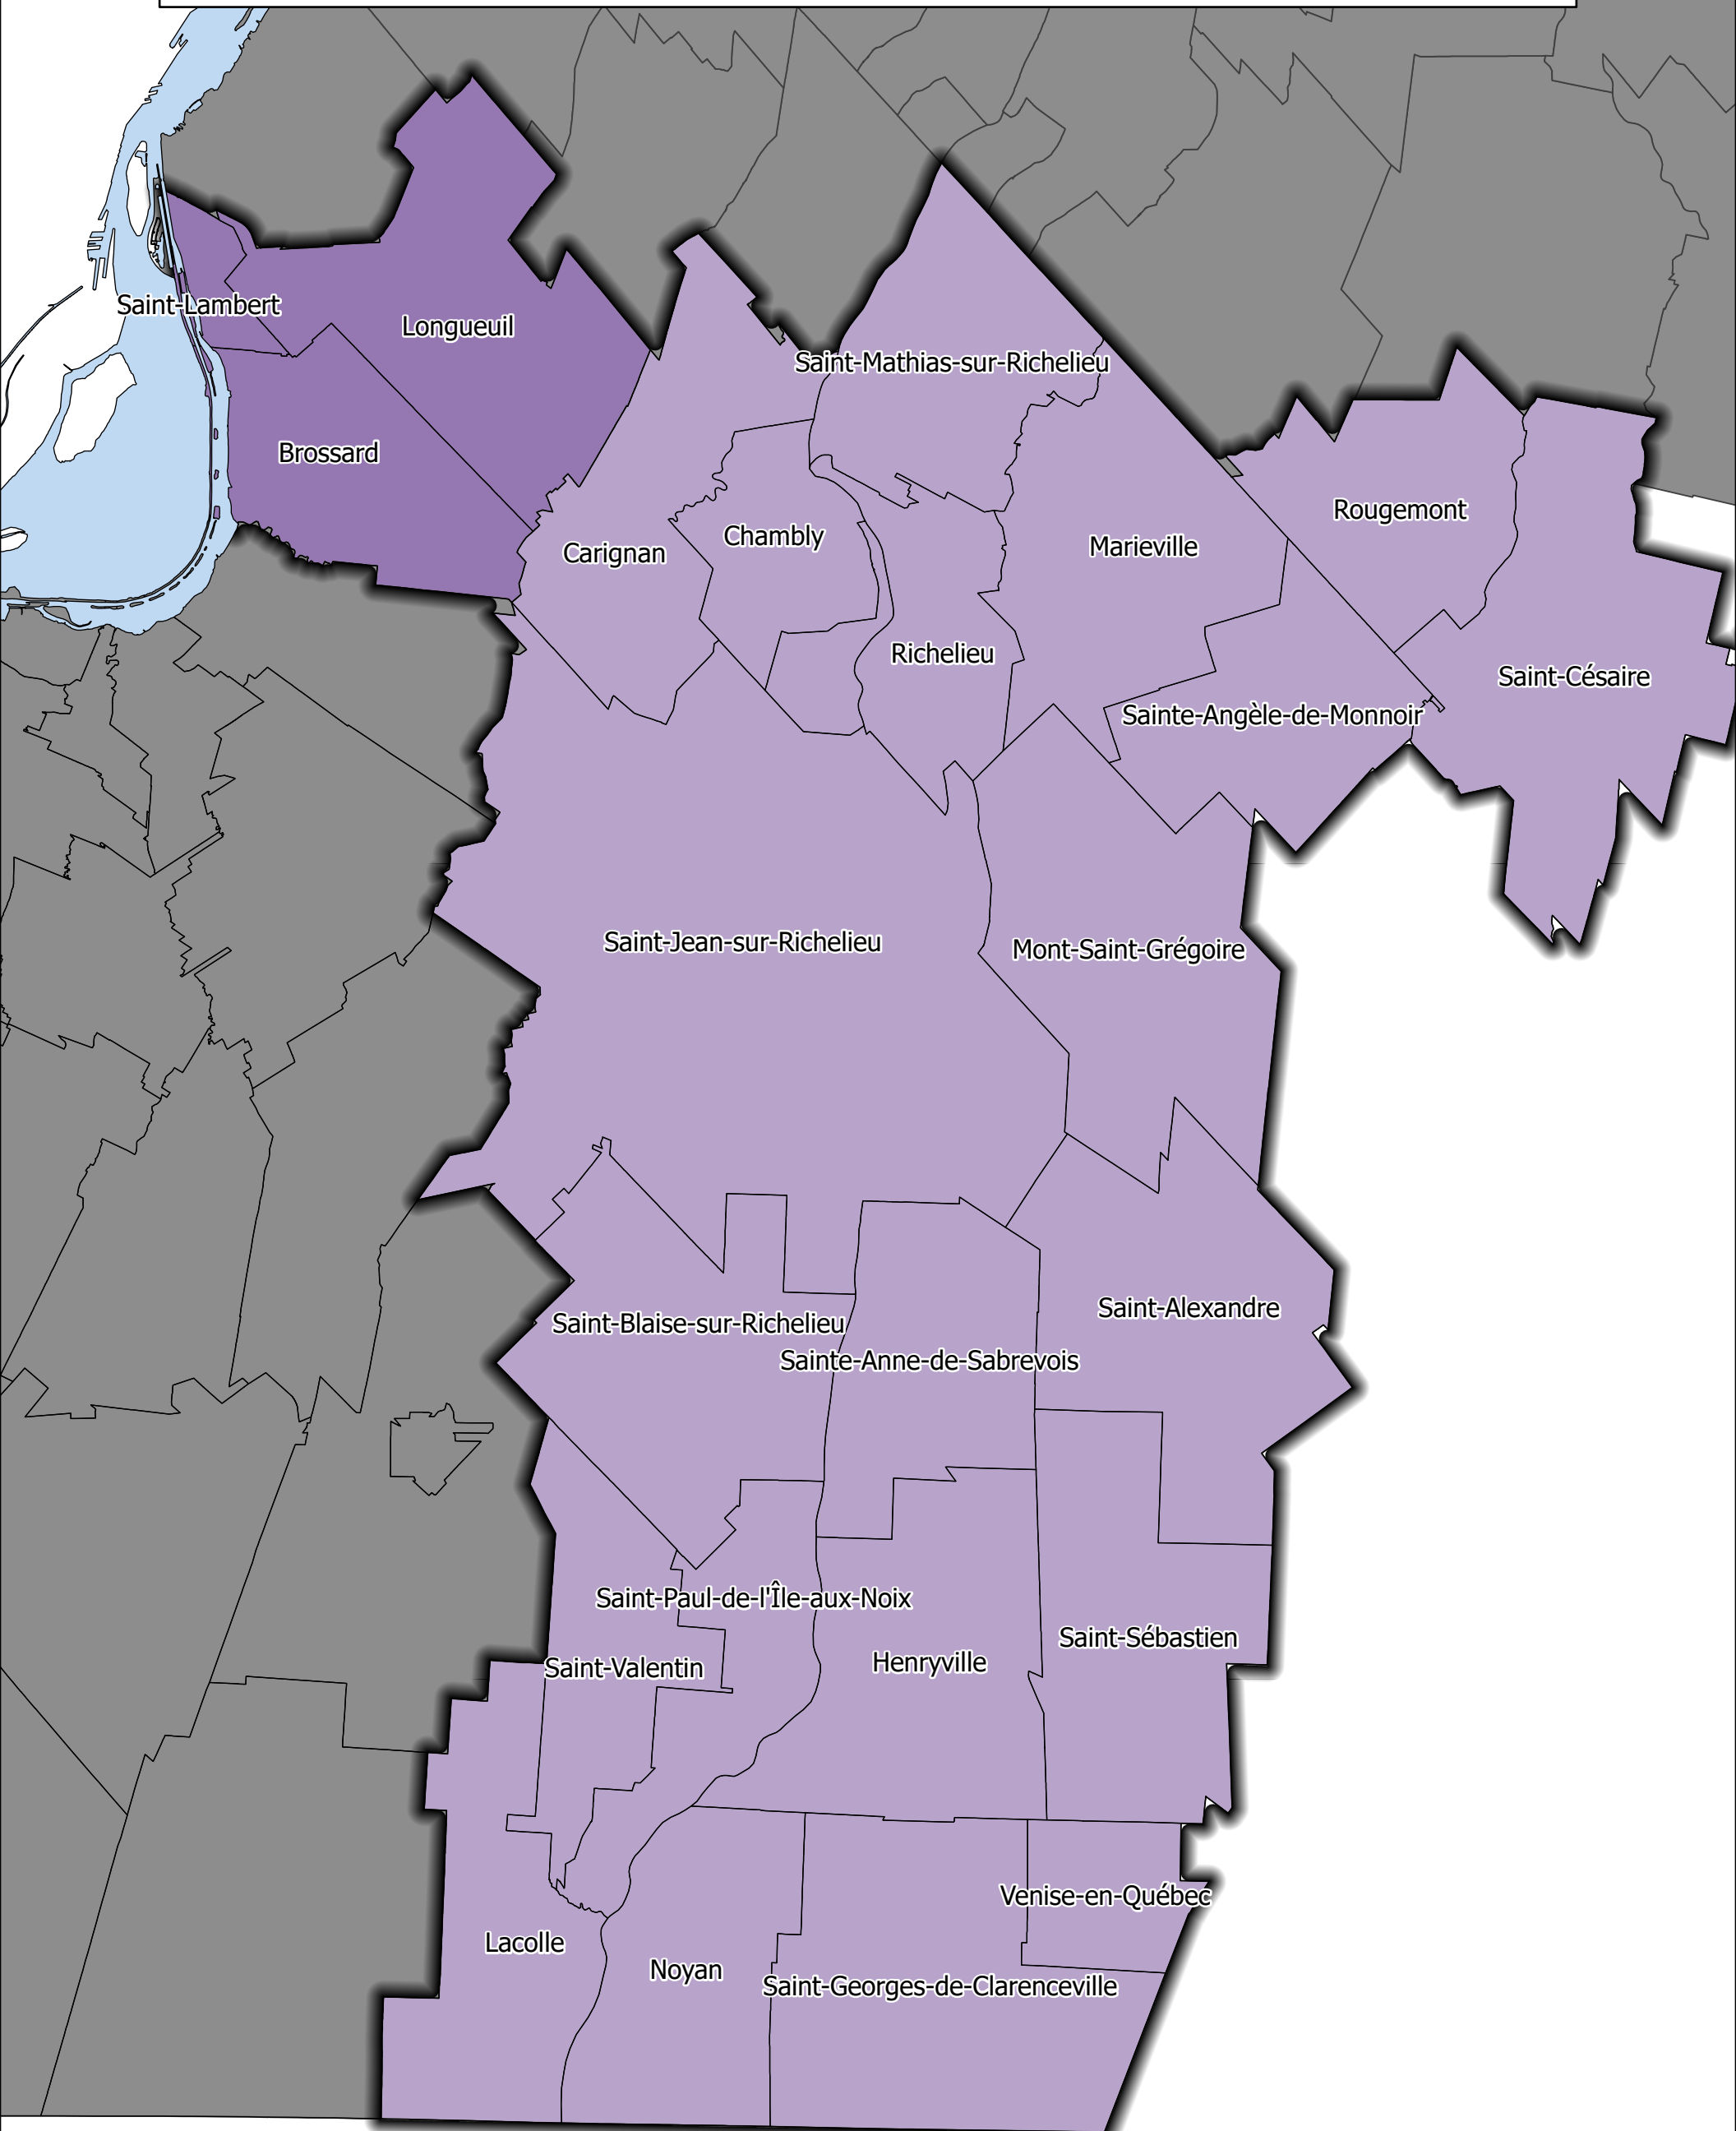 Saint-Lambert
Longueuil
Saint-Mathias-sur-Richelieu
Brossard
Rougemont
Chambly
Marieville
Carignan
Richelieu
Saint-Césaire
Sainte-Angèle-de-Monnoir
Saint-Jean-sur-Richelieu
Mont-Saint-Grégoire
Saint-Alexandre
Saint-Blaise-sur-Richelieu
Sainte-Anne-de-Sabrevois
Saint-Paul-de-l'Île-aux-Noix
Saint-Sébastien
Henryville
Saint-Valentin
Venise-en-Québec
Lacolle
Noyan
Saint-Georges-de-Clarenceville